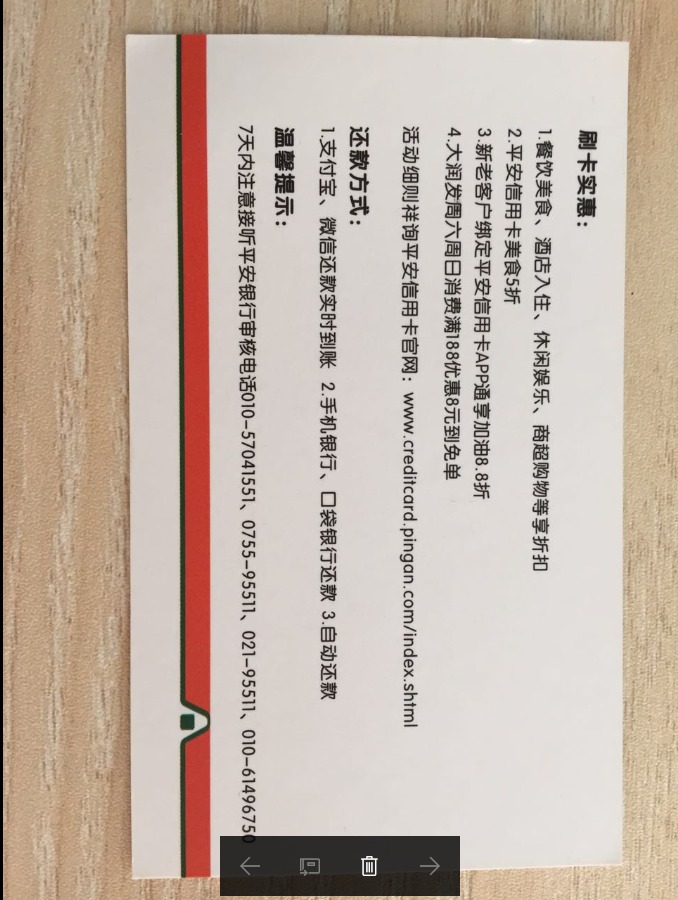 刷卡实惠：
1.餐饮美食、酒店入住、休闲娱乐、商超购物等享折扣
2.平安信用卡美食5折
3.新老客户绑定平安信用卡APP通享加油8.8折
4.大润发周六周日消费满188优惠8元到免单
活动细则祥询平安信用卡官网：www.creditcard.pingan.com/index.shtml
还款方式：
1.支付宝、微信还款实时到账 2.手机银行、口袋银行还款 3.自动还款
温馨提示：
7天内注意接听平安银行审核电话010-57041551、0755-95511、021-95511、010-61496750